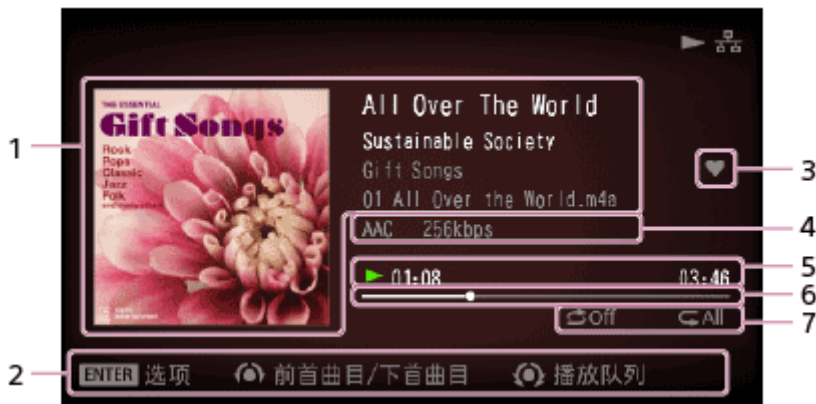 THE ESSENTIAL
Gift Songs
Rock
Pops
Classic
Jazz
Folk
All Over The World
Sustainable Society
Gift Songs
01 All Over the World.m4a
AAC 256kbps
01:08 03:46
Off All
ENTER 选项 前首曲目/下首曲目 播放队列
1
2
3
4
5
6
7